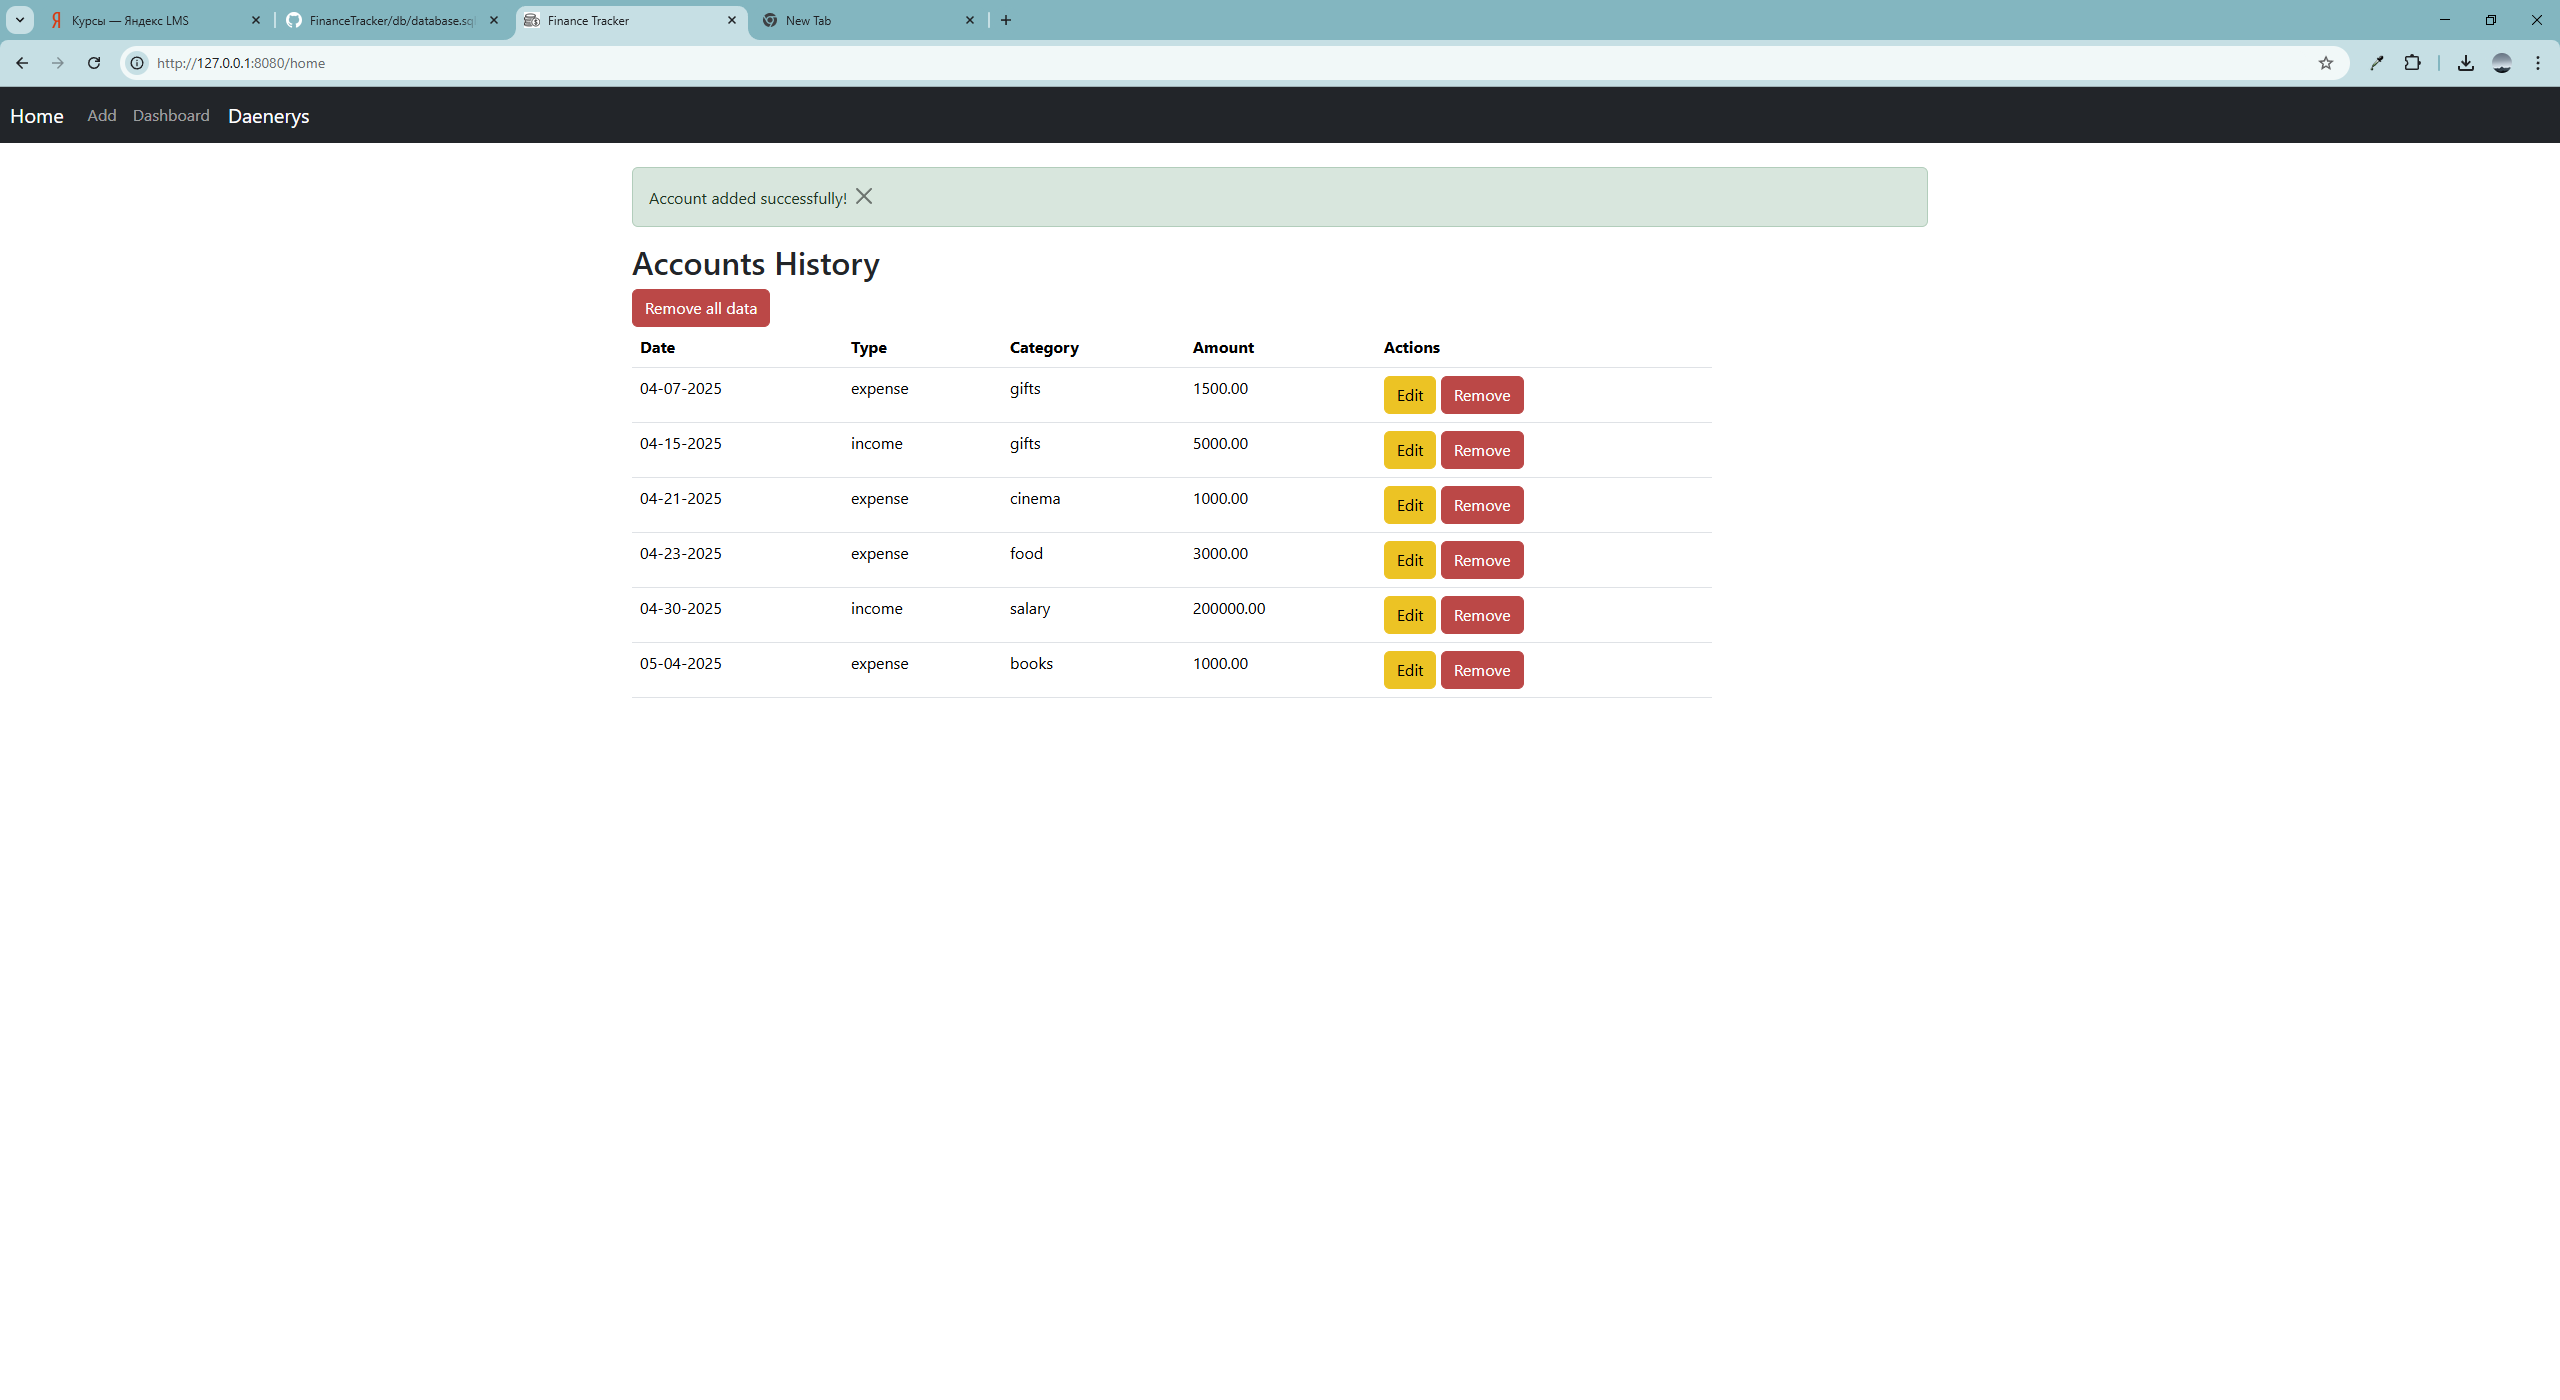 Курсы — Яндекс LMS
FinanceTracker/db/database.sql
Finance Tracker
New Tab
http://127.0.0.1:8080/home
Home Add Dashboard Daenerys
Account added successfully!
Accounts History
Remove all data
Date Type Category Amount Actions
04-07-2025 expense gifts 1500.00 Edit Remove
04-15-2025 income gifts 5000.00 Edit Remove
04-21-2025 expense cinema 1000.00 Edit Remove
04-23-2025 expense food 3000.00 Edit Remove
04-30-2025 income salary 200000.00 Edit Remove
05-04-2025 expense books 1000.00 Edit Remove